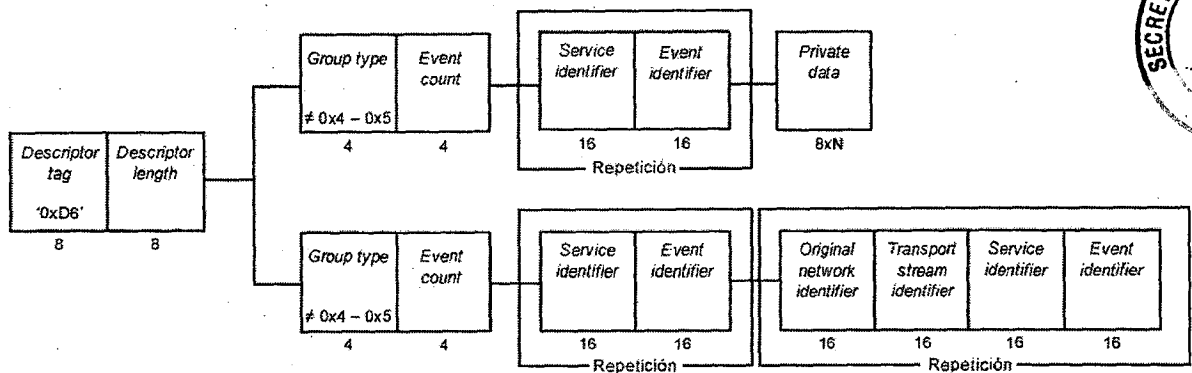 Group type
≠ 0x4 – 0x5
4
Event
count
4
Service
identifier
16
Event
identifier
16
Repetición
Private
data
8xN
Descriptor
tag
'0xD6'
8
Descriptor
length
8
Group type
≠ 0x4 – 0x5
4
Event
count
4
Service
identifier
16
Event
identifier
16
Repetición
Original
network
identifier
16
Transport
stream
identifier
16
Service
identifier
16
Event
identifier
16
Repetición